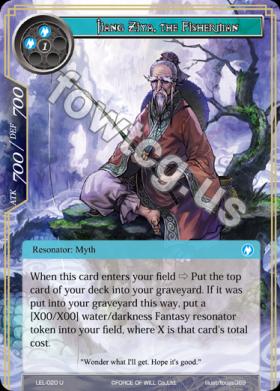 Jiang Ziya, the Fisherman
1
ATK 700 / DEF 700
fowtcg.us
Resonator: Myth
When this card enters your field ⇨ Put the top
card of your deck into your graveyard. If it was
put into your graveyard this way, put a
[X00/X00] water/darkness Fantasy resonator
token into your field, where X is that card's total
cost.
"Wonder what I'll get. Hope it's good."
LEL-020 U
©FORCE OF WILL Co.,Ltd.